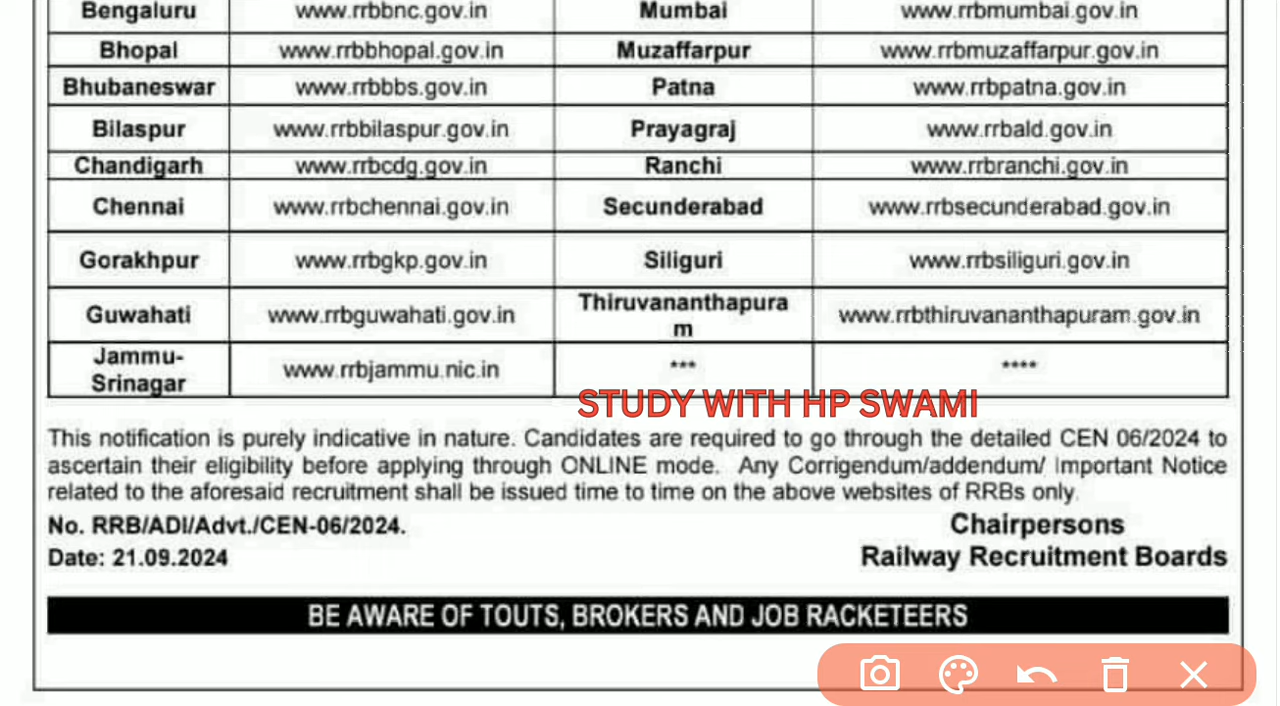 Bengaluru www.rrbbnc.gov.in Mumbai www.rrbmumbai.gov.in
Bhopal www.rrbbhopal.gov.in Muzaffarpur www.rrbmuzaffarpur.gov.in
Bhubaneswar www.rrbbbs.gov.in Patna www.rrbpatna.gov.in
Bilaspur www.rrbbilaspur.gov.in Prayagraj www.rrbald.gov.in
Chandigarh www.rrbcdg.gov.in Ranchi www.rrbranchi.gov.in
Chennai www.rrbchennai.gov.in Secunderabad www.rrbsecunderabad.gov.in
Gorakhpur www.rrbgkp.gov.in Siliguri www.rrbsiliguri.gov.in
Guwahati www.rrbguwahati.gov.in Thiruvananthapura
m www.rrbthiruvananthapuram.gov.in
Jammu-
Srinagar www.rrbjammu.nic.in *** ****
STUDY WITH HP SWAMI
This notification is purely indicative in nature. Candidates are required to go through the detailed CEN 06/2024 to
ascertain their eligibility before applying through ONLINE mode. Any Corrigendum/addendum/ Important Notice
related to the aforesaid recruitment shall be issued time to time on the above websites of RRBs only.
No. RRB/ADI/Advt./CEN-06/2024. Chairpersons
Date: 21.09.2024 Railway Recruitment Boards
BE AWARE OF TOUTS, BROKERS AND JOB RACKETEERS